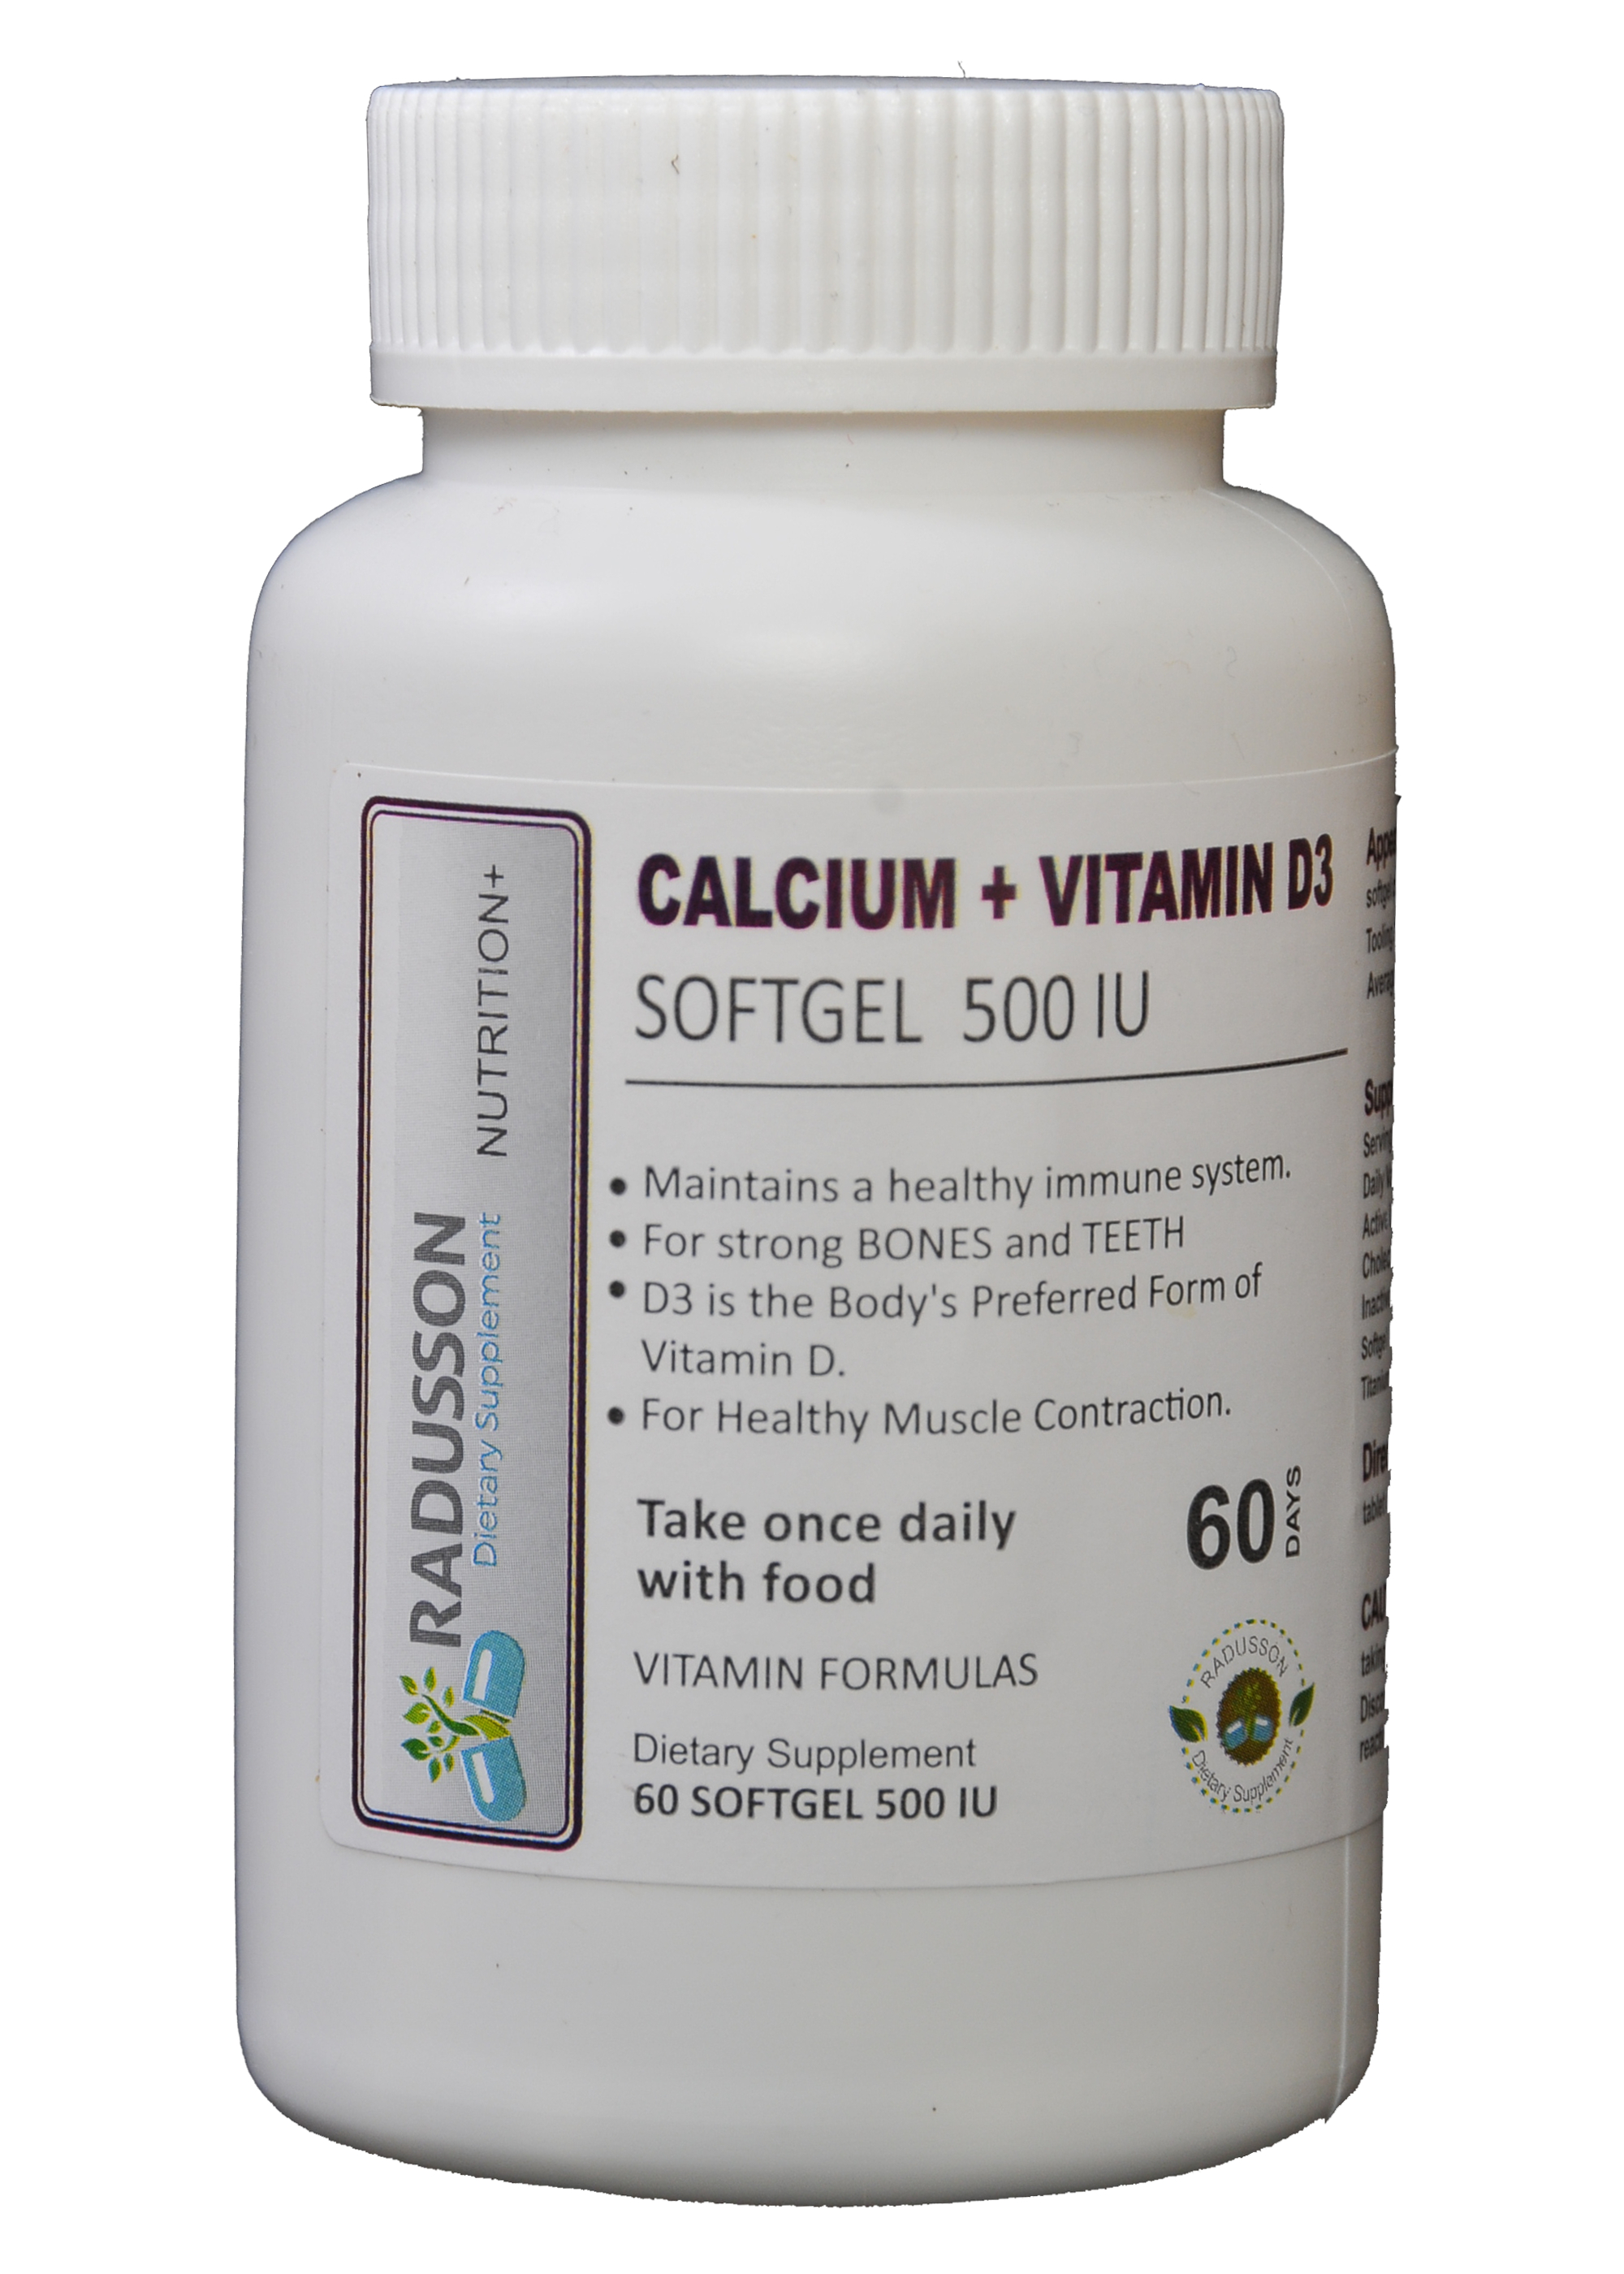 RADUSSON
Dietary Supplement
NUTRITION+
CALCIUM + VITAMIN D3
SOFTGEL 500 IU
• Maintains a healthy immune system.
• For strong BONES and TEETH
• D3 is the Body's Preferred Form of
Vitamin D.
• For Healthy Muscle Contraction.
Take once daily
with food
60 DAYS
VITAMIN FORMULAS
Dietary Supplement
60 SOFTGEL 500 IU
RADUSSON
Dietary Supplement